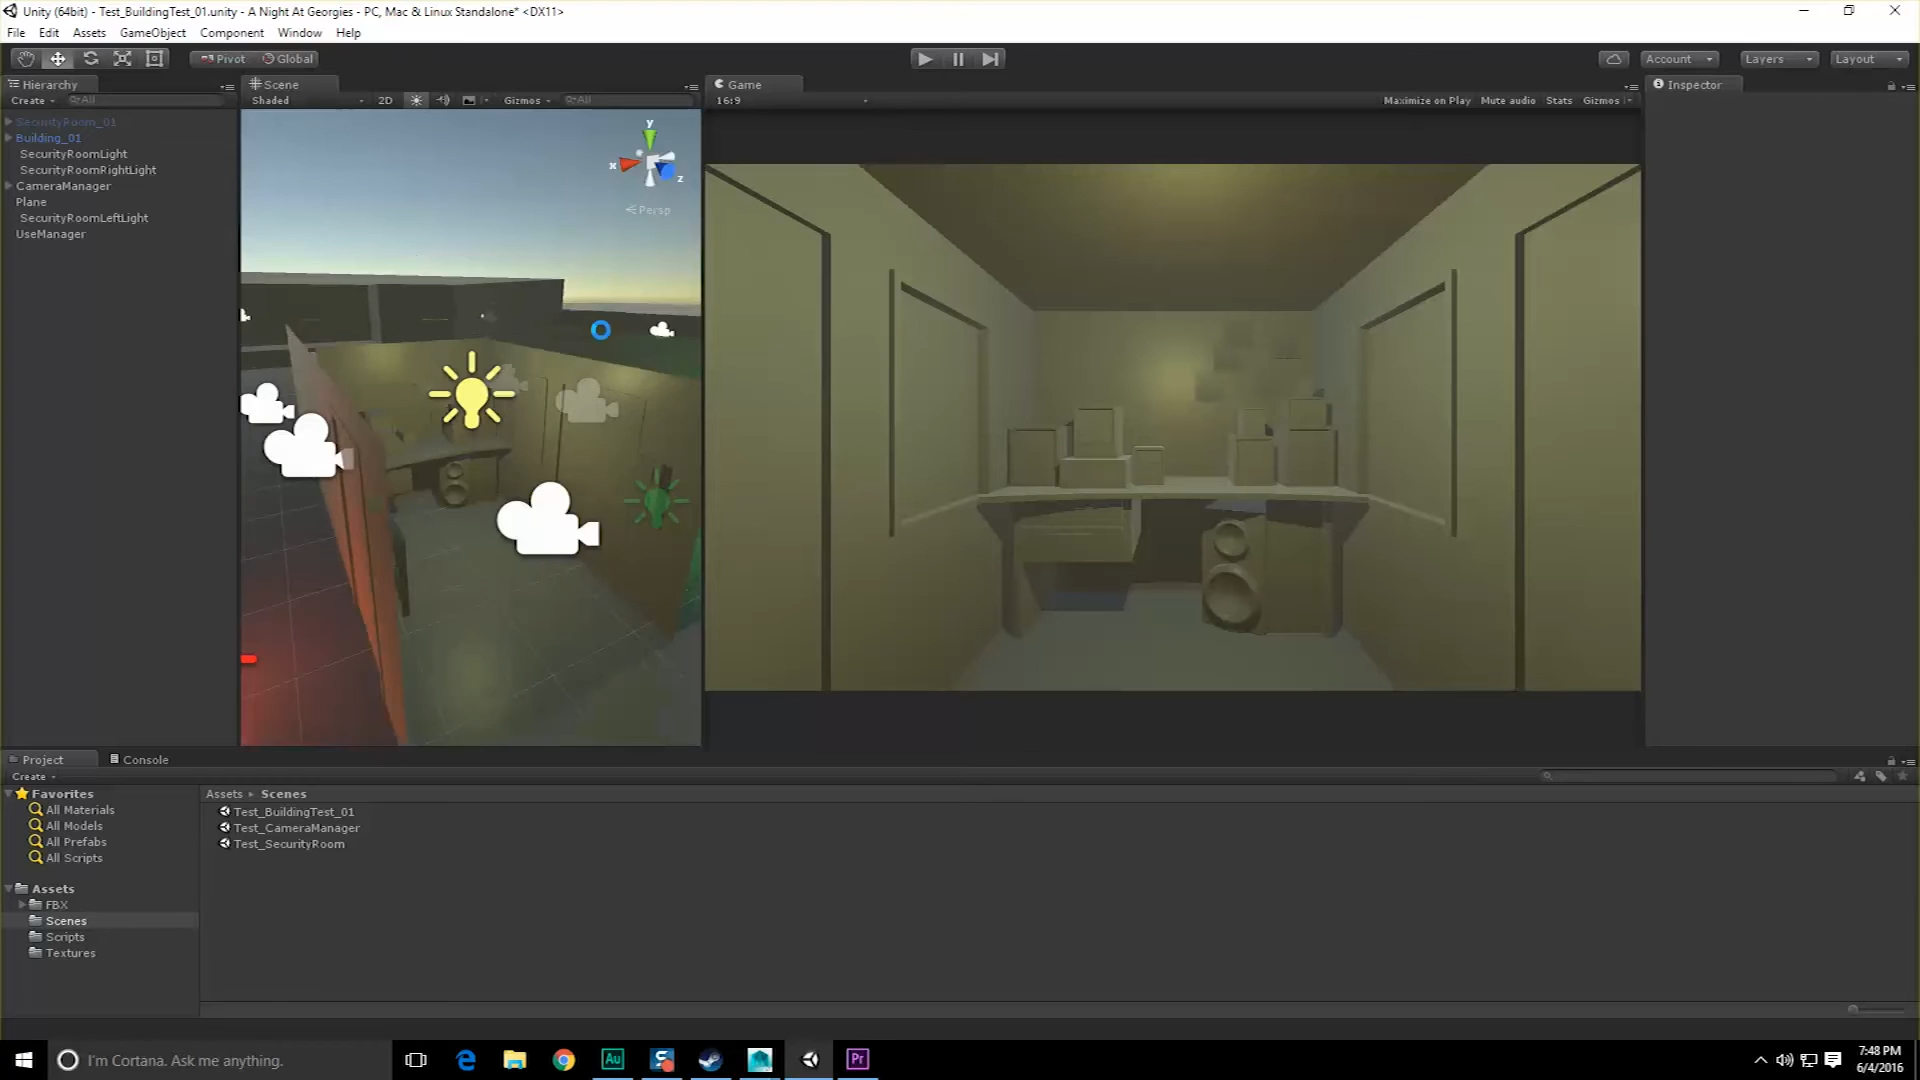 Unity (64bit) - Test_BuildingTest_01.unity - A Night At Georgies - PC, Mac & Linux Standalone* <DX11>
File Edit Assets GameObject Component Window Help
Pivot Global Account Layers Layout
Hierarchy
Create All
SecurityRoom_01
Building_01
SecurityRoomLight
SecurityRoomRightLight
CameraManager
Plane
SecurityRoomLeftLight
UseManager
Scene
Shaded 2D Gizmos All
y
x
z
Persp
Game
16:9 Maximize on Play Mute audio Stats Gizmos
Inspector
Project Console
Create
Favorites
All Materials
All Models
All Prefabs
All Scripts
Assets
FBX
Scenes
Scripts
Textures
Assets Scenes
Test_BuildingTest_01
Test_CameraManager
Test_SecurityRoom
I'm Cortana. Ask me anything.
Au
Pr
7:48 PM
6/4/2016